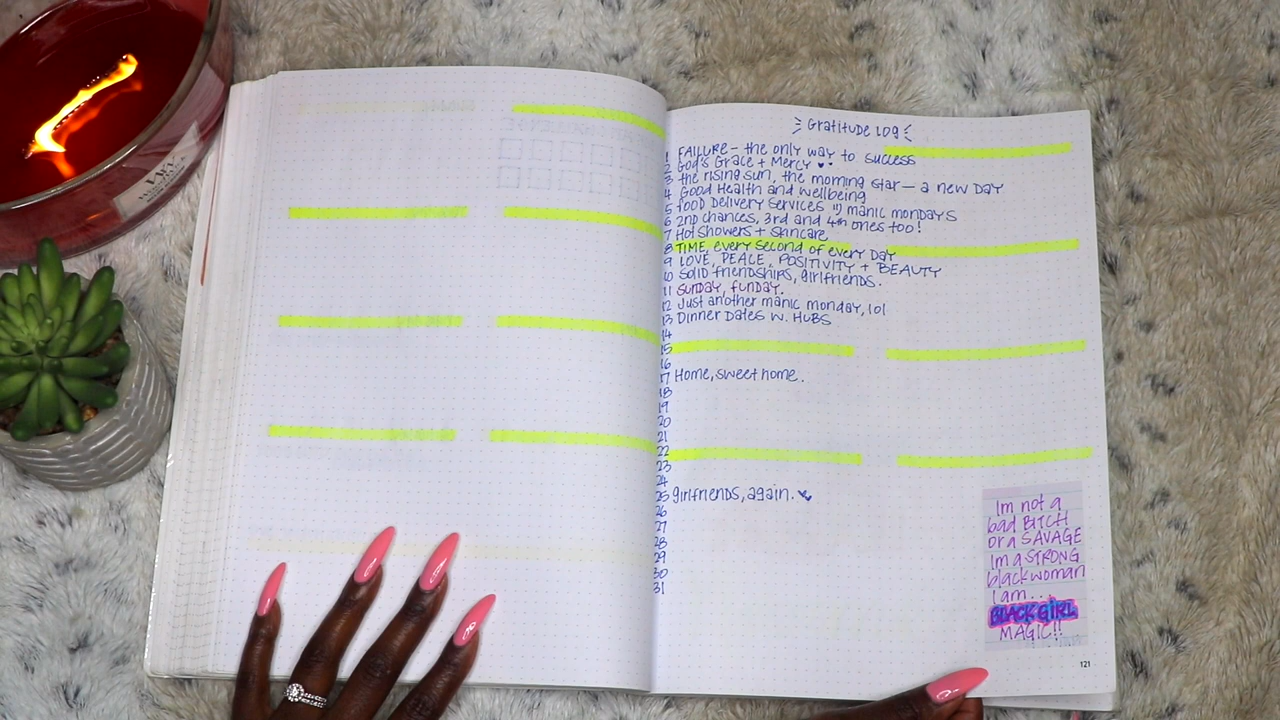 Gratitude Log
1 FAILURE - the only way to success
2 God's Grace + Mercy ♥♥
3 the rising sun, the morning star - a new DAY
4 Good Health and wellbeing
5 Food Delivery Services ") manic mondays
6 2nd chances, 3rd and 4th ones too!
7 Hot showers + skincare
8 TIME, every second of every Day
9 LOVE, PEACE, POSITIVITY + BEAUTY
10 Solid friendships, girlfriends.
11 SUNDAY, FUNDAY.
12 Just another manic monday, 101
13 Dinner Dates W. HUBS
14
15
16
17 Home, sweet home.
18
19
20
21
22
23
24
25 girlfriends, again.
26
27
28
29
30
31
Im not a
bad BITCH
or a SAVAGE
Im a STRONG
black woman
I am...
BLACK GIRL
MAGIC!!
121